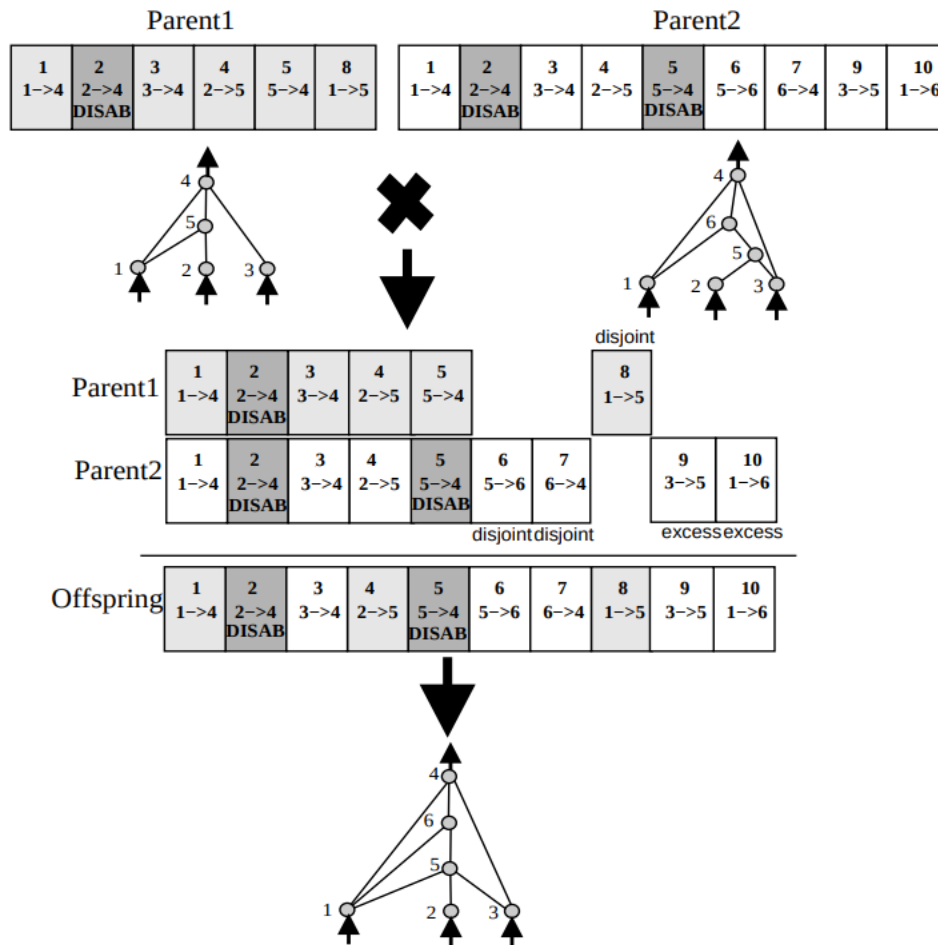 Parent1 Parent2
1 2 3 4 5 8 1 2 3 4 5 6 7 9 10
1−>4 2−>4 3−>4 2−>5 5−>4 1−>5 1−>4 2−>4 3−>4 2−>5 5−>4 5−>6 6−>4 3−>5 1−>6
DISAB DISAB DISAB
4 4
5 6
5
1 2 3 1 2 3
disjoint
Parent1 1 2 3 4 5 8
1−>4 2−>4 3−>4 2−>5 5−>4 1−>5
DISAB
Parent2 1 2 3 4 5 6 7 9 10
1−>4 2−>4 3−>4 2−>5 5−>4 5−>6 6−>4 3−>5 1−>6
DISAB DISAB
disjoint disjoint excess excess
Offspring 1 2 3 4 5 6 7 8 9 10
1−>4 2−>4 3−>4 2−>5 5−>4 5−>6 6−>4 1−>5 3−>5 1−>6
DISAB DISAB
4
6
5
1 2 3